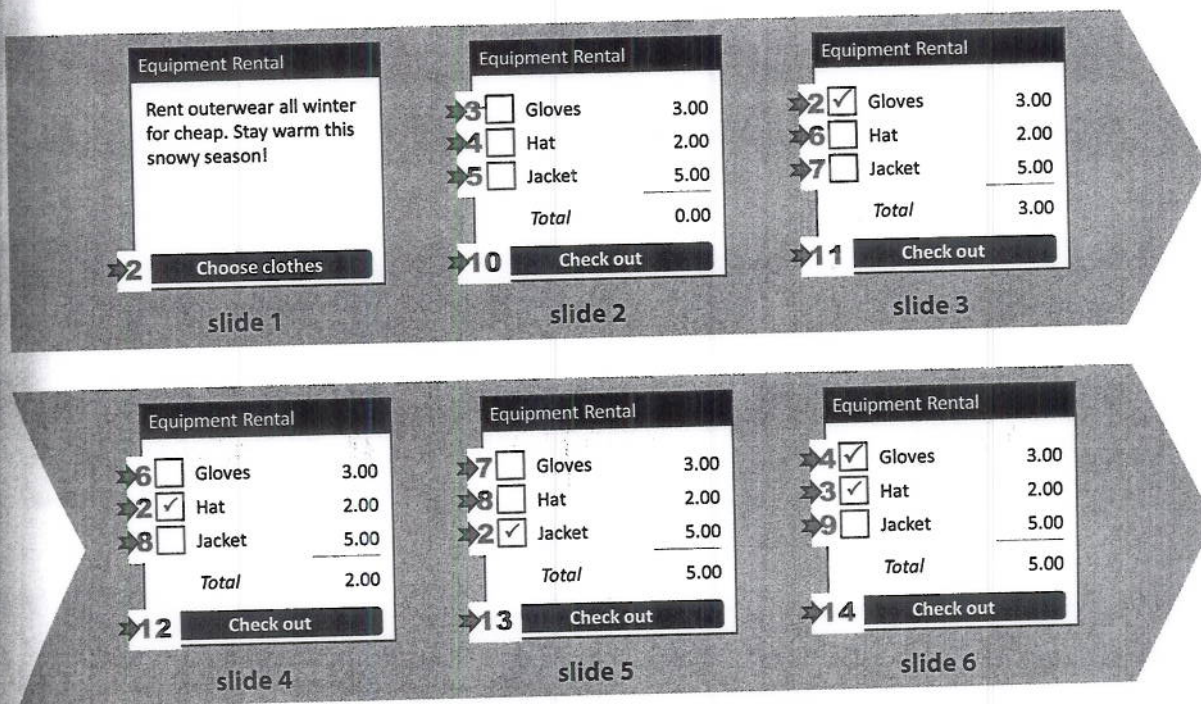 Equipment Rental
Rent outerwear all winter
for cheap. Stay warm this
snowy season!
2 Choose clothes
slide 1
Equipment Rental
3 Gloves 3.00
4 Hat 2.00
5 Jacket 5.00
Total 0.00
10 Check out
slide 2
Equipment Rental
2 ✓ Gloves 3.00
6 Hat 2.00
7 Jacket 5.00
Total 3.00
11 Check out
slide 3
Equipment Rental
6 Gloves 3.00
2 ✓ Hat 2.00
8 Jacket 5.00
Total 2.00
12 Check out
slide 4
Equipment Rental
7 Gloves 3.00
8 Hat 2.00
2 ✓ Jacket 5.00
Total 5.00
13 Check out
slide 5
Equipment Rental
4 ✓ Gloves 3.00
3 ✓ Hat 2.00
9 Jacket 5.00
Total 5.00
14 Check out
slide 6